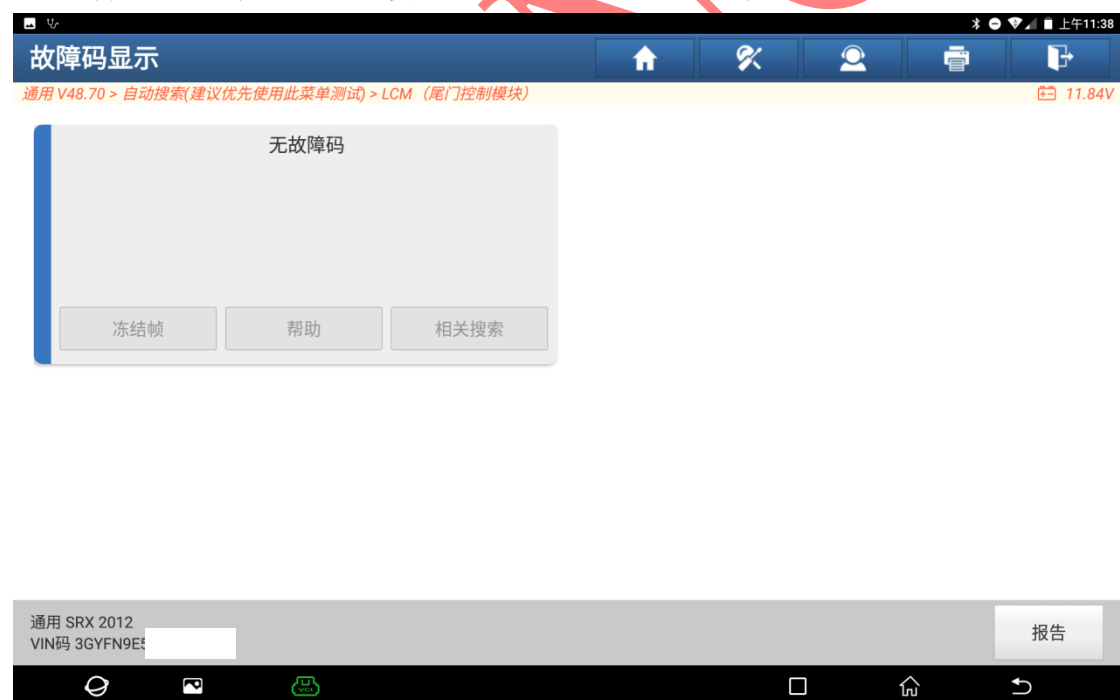 上午11:38
故障码显示
通用 V48.70 > 自动搜索(建议优先使用此菜单测试) > LCM（尾门控制模块）
11.84V
无故障码
冻结帧
帮助
相关搜索
通用 SRX 2012
VIN码 3GYFN9E5
报告
VCI